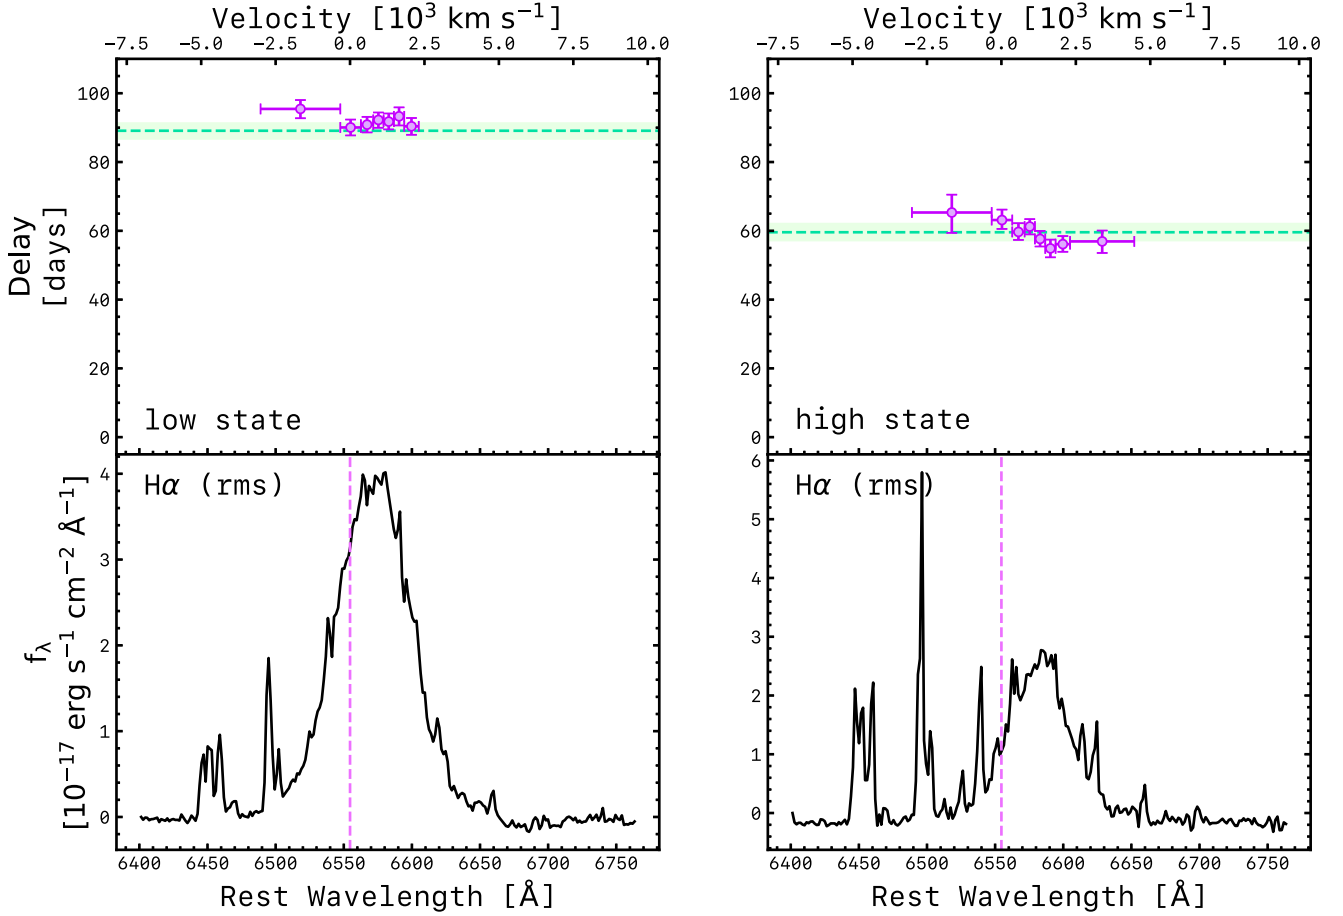 Velocity [10³ km s⁻¹]
−7.5 −5.0 −2.5 0.0 2.5 5.0 7.5 10.0
Delay
[days]
100
80
60
40
20
0
low state
Hα (rms)
f_λ
[10⁻¹⁷ erg s⁻¹ cm⁻² Å⁻¹]
4
3
2
1
0
6400 6450 6500 6550 6600 6650 6700 6750
Rest Wavelength [Å]
Velocity [10³ km s⁻¹]
−7.5 −5.0 −2.5 0.0 2.5 5.0 7.5 10.0
100
80
60
40
20
0
high state
Hα (rms)
6
5
4
3
2
1
0
6400 6450 6500 6550 6600 6650 6700 6750
Rest Wavelength [Å]